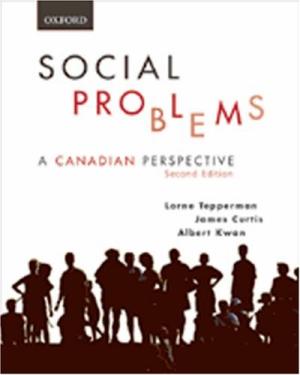 OXFORD
SOCIAL
PROBLEMS
A CANADIAN PERSPECTIVE
Second Edition
Lorne Tepperman
James Curtis
Albert Kwan